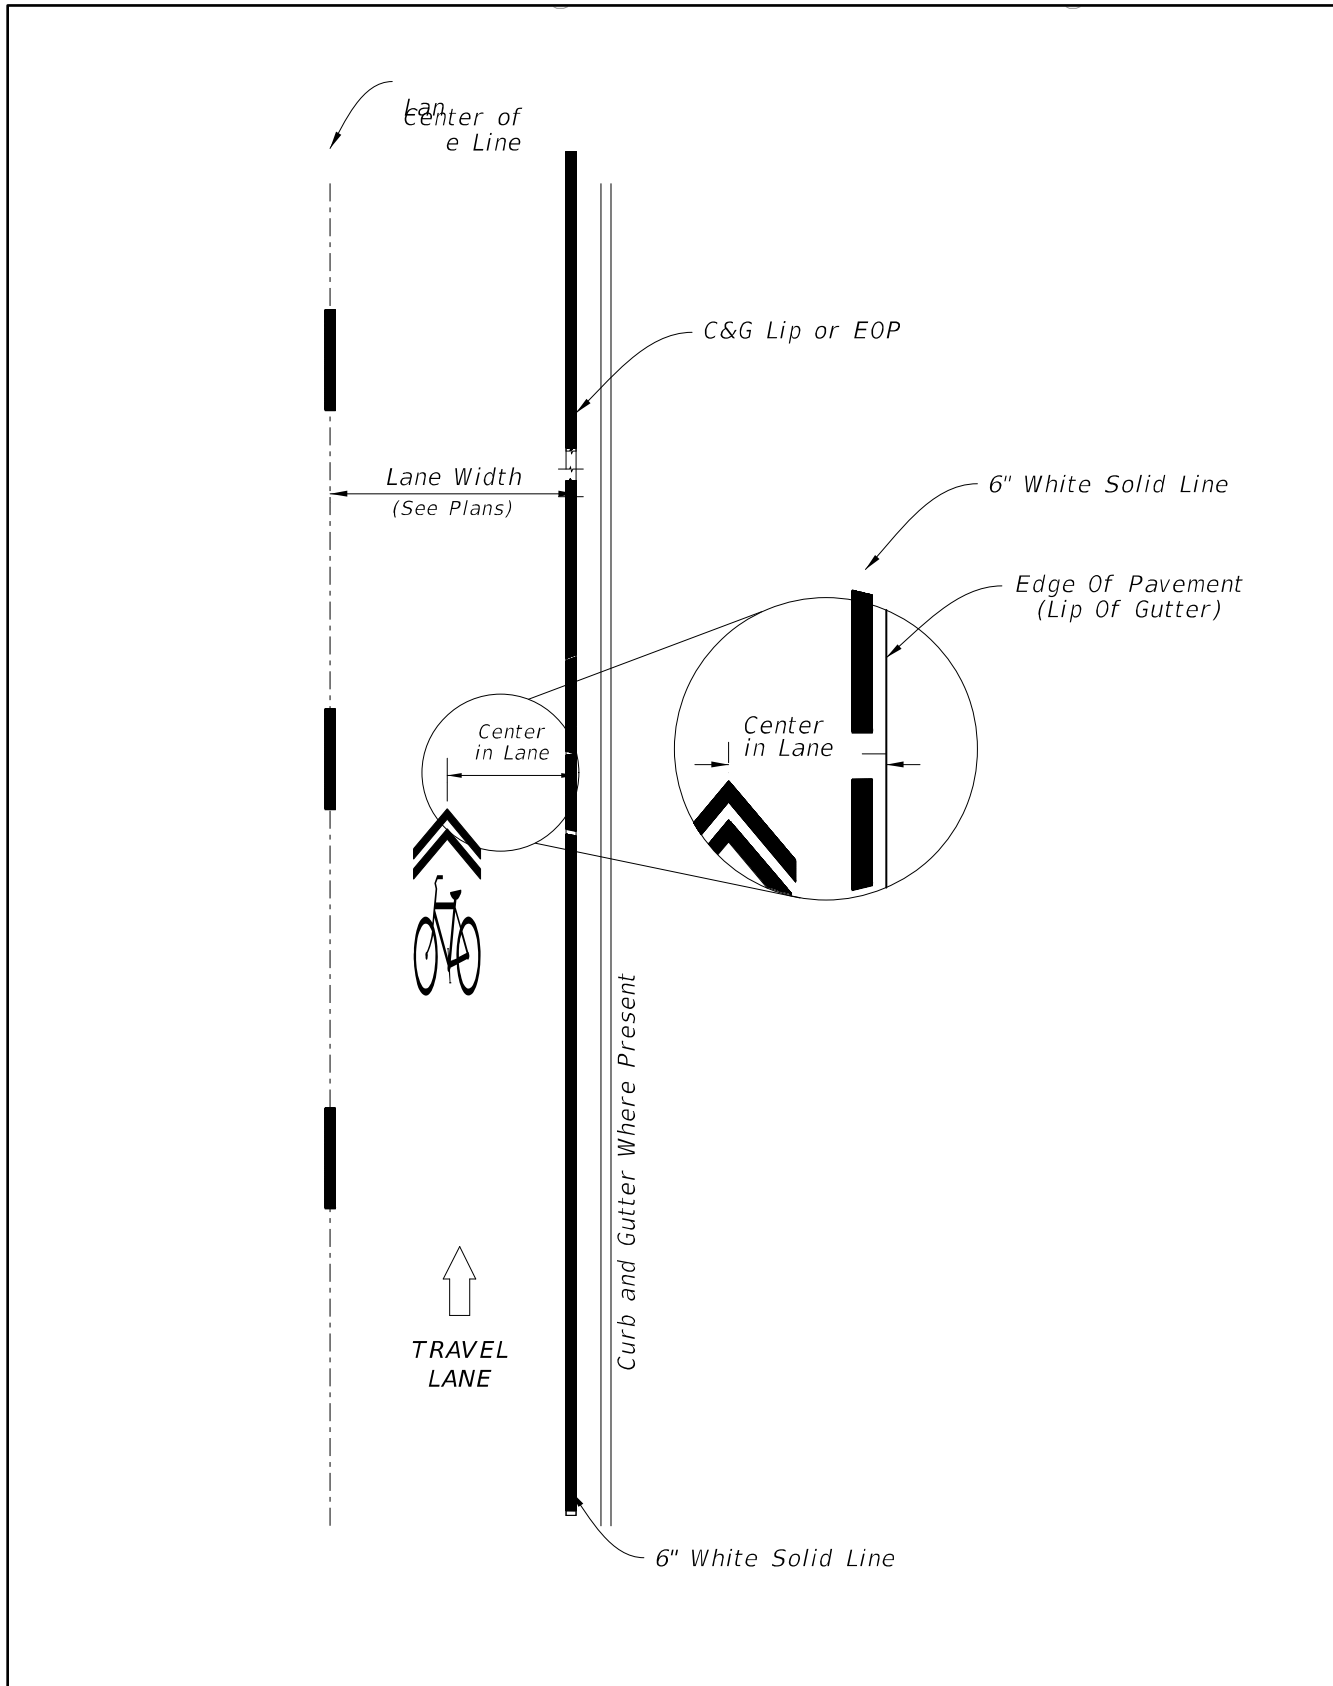 Lan
Center of
e Line
C&G Lip or EOP
Lane Width
(See Plans)
6" White Solid Line
Edge Of Pavement
(Lip Of Gutter)
Center
in Lane
Center
in Lane
Curb and Gutter Where Present
TRAVEL
LANE
6" White Solid Line